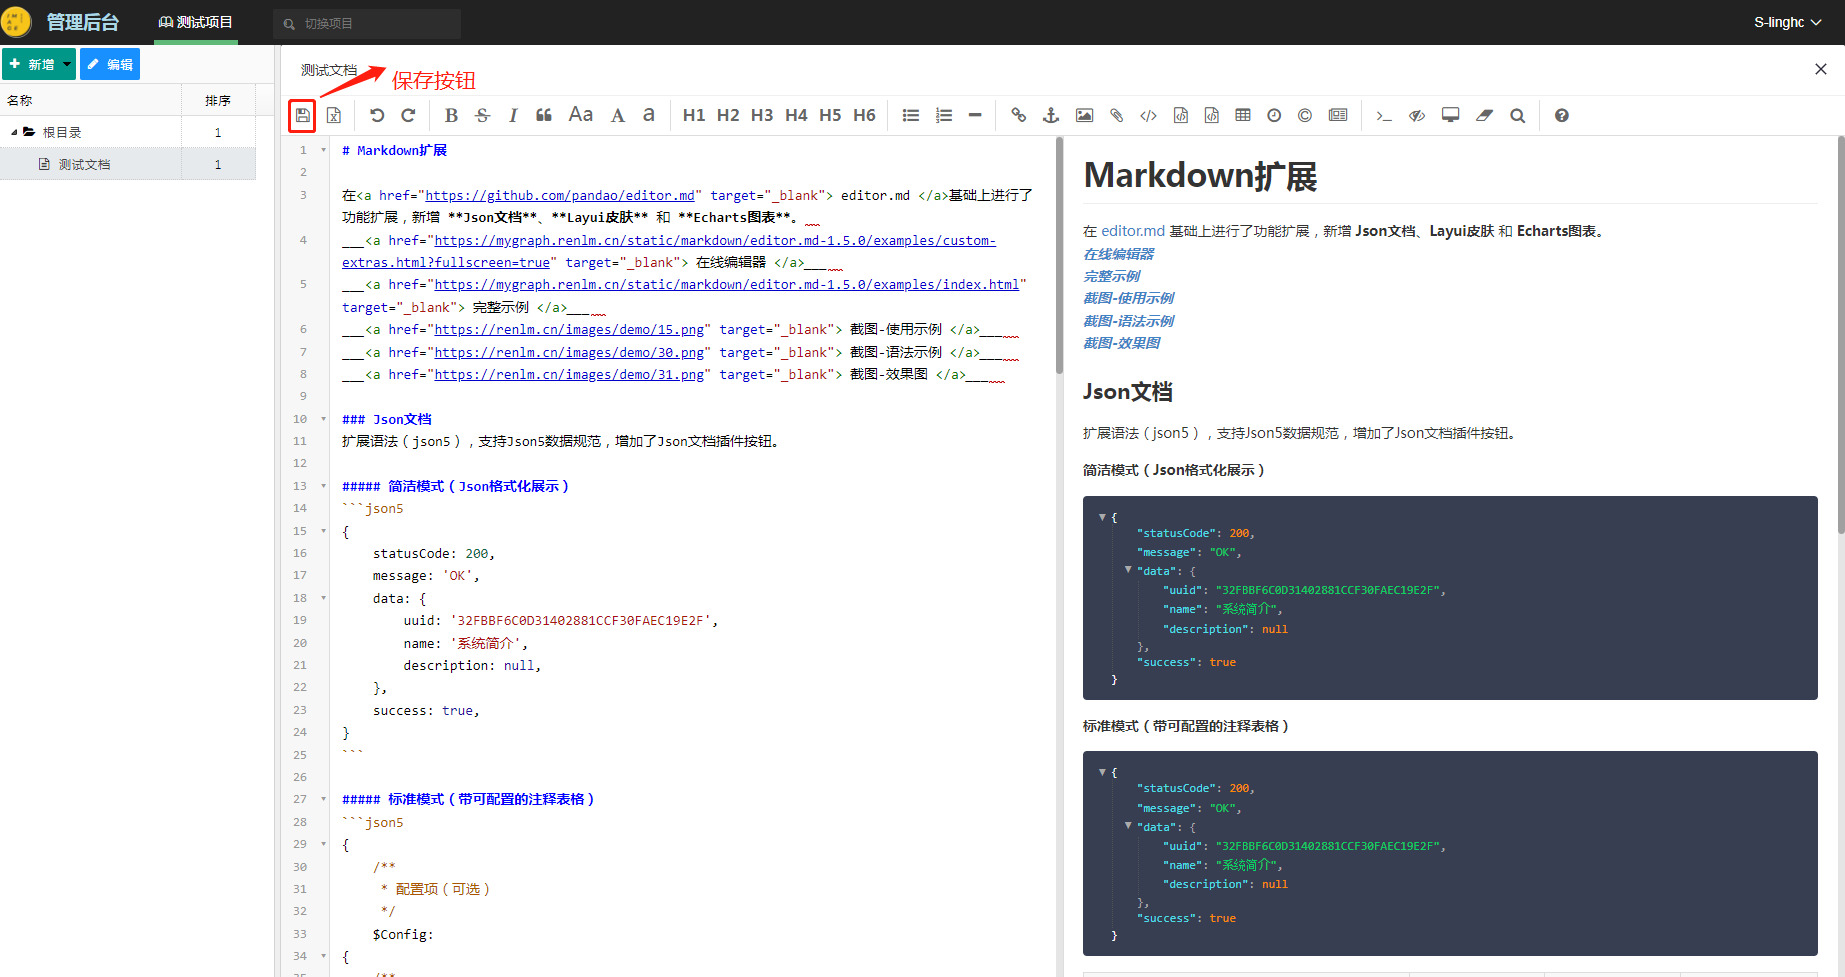 管理后台
测试项目
切换项目
S-linghc
新增
编辑
名称 排序
根目录 1
测试文档 1
测试文档
保存按钮
B S I “ Aa A a H1 H2 H3 H4 H5 H6
1 # Markdown扩展
2
3 在<a href="https://github.com/pandao/editor.md" target="_blank"> editor.md </a>基础上进行了
功能扩展，新增 **Json文档**、**Layui皮肤** 和 **Echarts图表**。__
4 ___<a href="https://mygraph.renlm.cn/static/markdown/editor.md-1.5.0/examples/custom-
extras.html?fullscreen=true" target="_blank"> 在线编辑器 </a>___
5 ___<a href="https://mygraph.renlm.cn/static/markdown/editor.md-1.5.0/examples/index.html"
target="_blank"> 完整示例 </a>___
6 ___<a href="https://renlm.cn/images/demo/15.png" target="_blank"> 截图-使用示例 </a>___
7 ___<a href="https://renlm.cn/images/demo/30.png" target="_blank"> 截图-语法示例 </a>___
8 ___<a href="https://renlm.cn/images/demo/31.png" target="_blank"> 截图-效果图 </a>___
9
10 ### Json文档
11 扩展语法（json5），支持Json5数据规范，增加了Json文档插件按钮。
12
13 ##### 简洁模式（Json格式化展示）
14 ```json5
15 {
16 statusCode: 200,
17 message: 'OK',
18 data: {
19 uuid: '32FBBF6C0D31402881CCF30FAEC19E2F',
20 name: '系统简介',
21 description: null,
22 },
23 success: true,
24 }
25 ```
26
27 ##### 标准模式（带可配置的注释表格）
28 ```json5
29 {
30 /**
31 * 配置项（可选）
32 */
33 $Config:
34 {
35 /**
Markdown扩展
在 editor.md 基础上进行了功能扩展，新增 Json文档、Layui皮肤 和 Echarts图表。
在线编辑器
完整示例
截图-使用示例
截图-语法示例
截图-效果图
Json文档
扩展语法（json5），支持Json5数据规范，增加了Json文档插件按钮。
简洁模式（Json格式化展示）
{
"statusCode": 200,
"message": "OK",
"data": {
"uuid": "32FBBF6C0D31402881CCF30FAEC19E2F",
"name": "系统简介",
"description": null
},
"success": true
}
标准模式（带可配置的注释表格）
{
"statusCode": 200,
"message": "OK",
"data": {
"uuid": "32FBBF6C0D31402881CCF30FAEC19E2F",
"name": "系统简介",
"description": null
},
"success": true
}